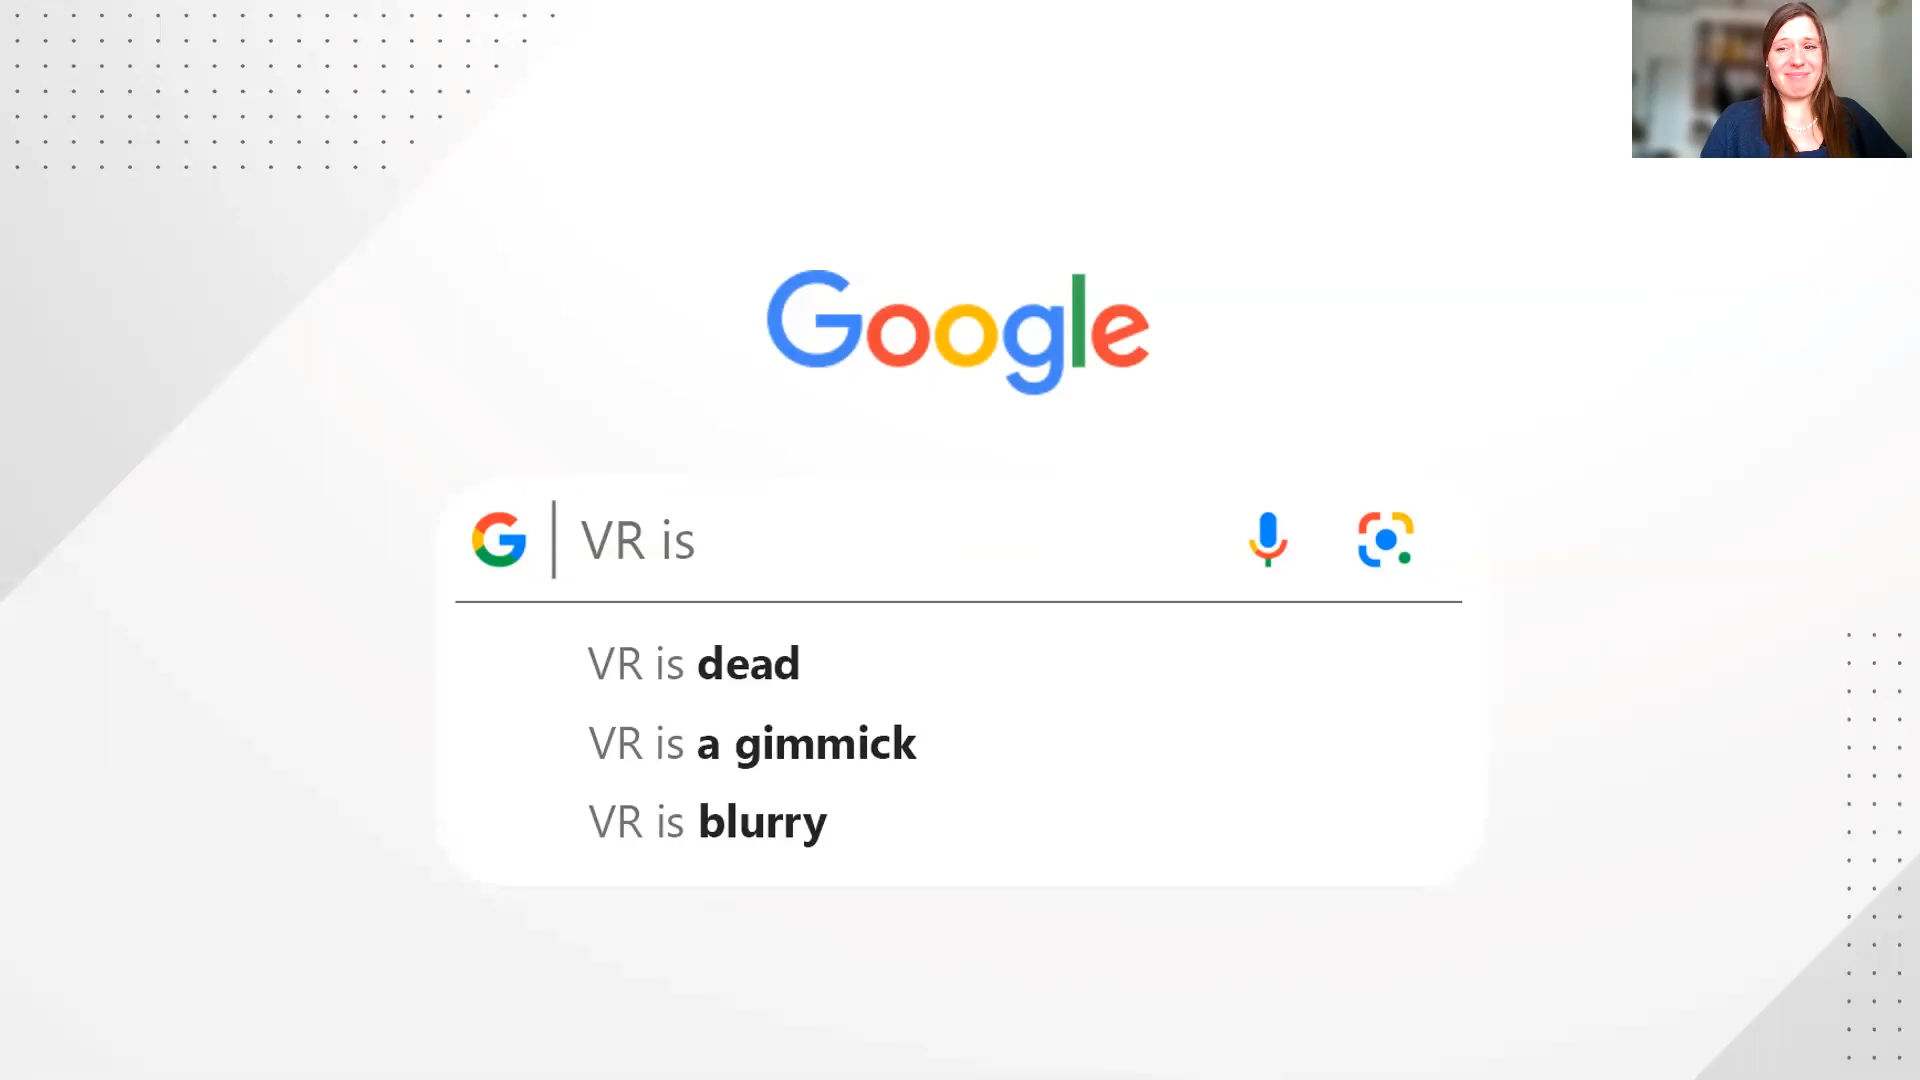 Google
G VR is
VR is dead
VR is a gimmick
VR is blurry